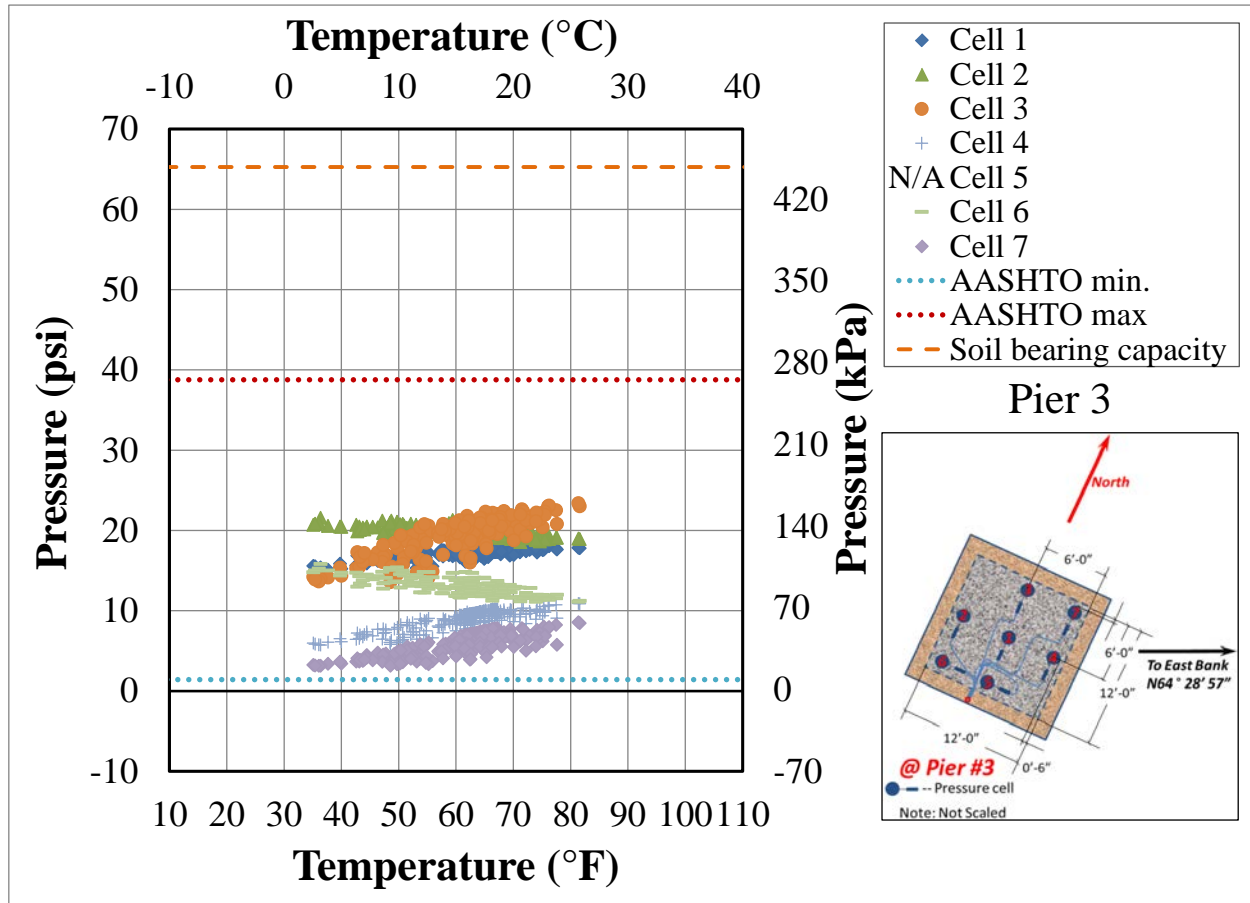 Temperature (°C)
-10 0 10 20 30 40
70
60
50
40
30
20
10
0
-10
Pressure (psi)
420
350
280
210
140
70
0
-70
Pressure (kPa)
10 20 30 40 50 60 70 80 90 100 110
Temperature (°F)
Cell 1
Cell 2
Cell 3
Cell 4
N/A Cell 5
Cell 6
Cell 7
AASHTO min.
AASHTO max
Soil bearing capacity
Pier 3
North
6'-0"
6'-0"
To East Bank
N64° 28' 57"
12'-0"
12'-0"
0'-6"
@ Pier #3
-- Pressure cell
Note: Not Scaled